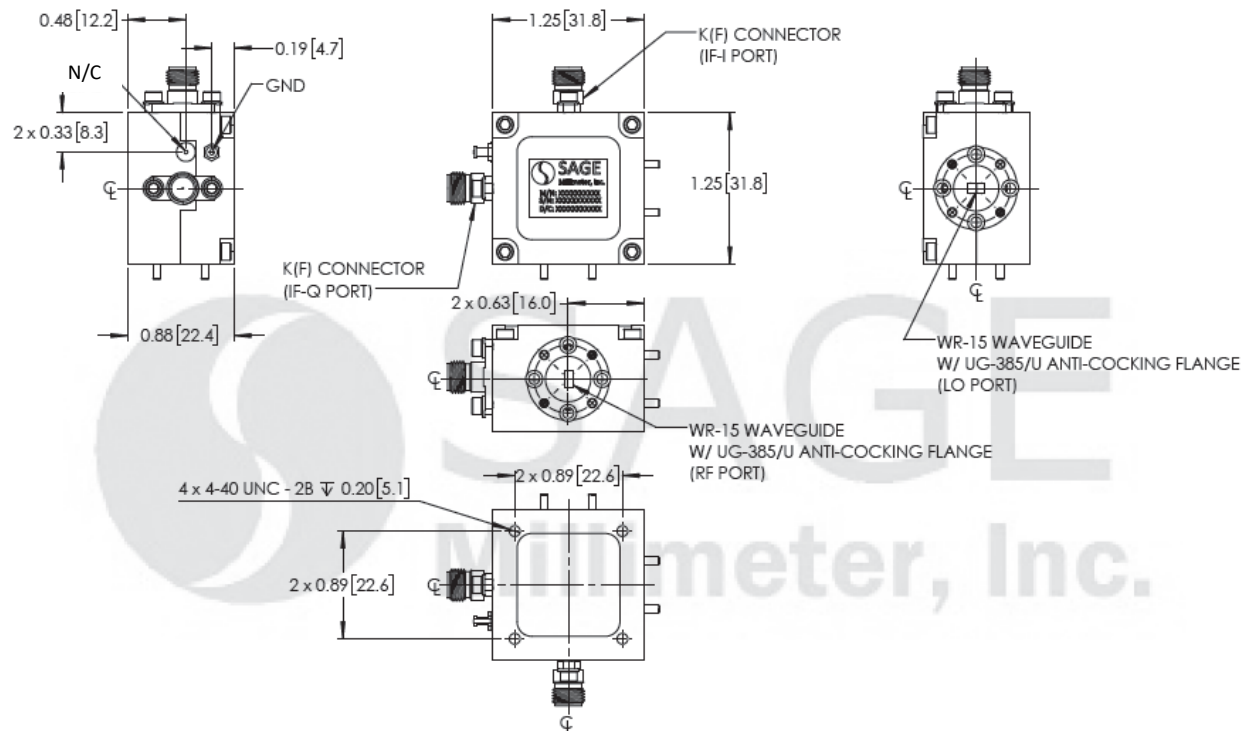 0.48[12.2]
0.19[4.7]
N/C
GND
2 x 0.33[8.3]
℄
0.88[22.4]
1.25[31.8]
K(F) CONNECTOR
(IF-I PORT)
SAGE
Millimeter, Inc.
M/N: XXXXXXXXXXX
S/N: XXXXXXXXXXX
D/C: XXXXXXXXXXX
1.25[31.8]
K(F) CONNECTOR
(IF-Q PORT)
℄
℄
WR-15 WAVEGUIDE
W/ UG-385/U ANTI-COCKING FLANGE
(LO PORT)
2 x 0.63[16.0]
℄
WR-15 WAVEGUIDE
W/ UG-385/U ANTI-COCKING FLANGE
(RF PORT)
4 x 4-40 UNC - 2B ↧ 0.20[5.1]
2 x 0.89[22.6]
2 x 0.89[22.6]
℄
℄
SAGE
Millimeter, Inc.